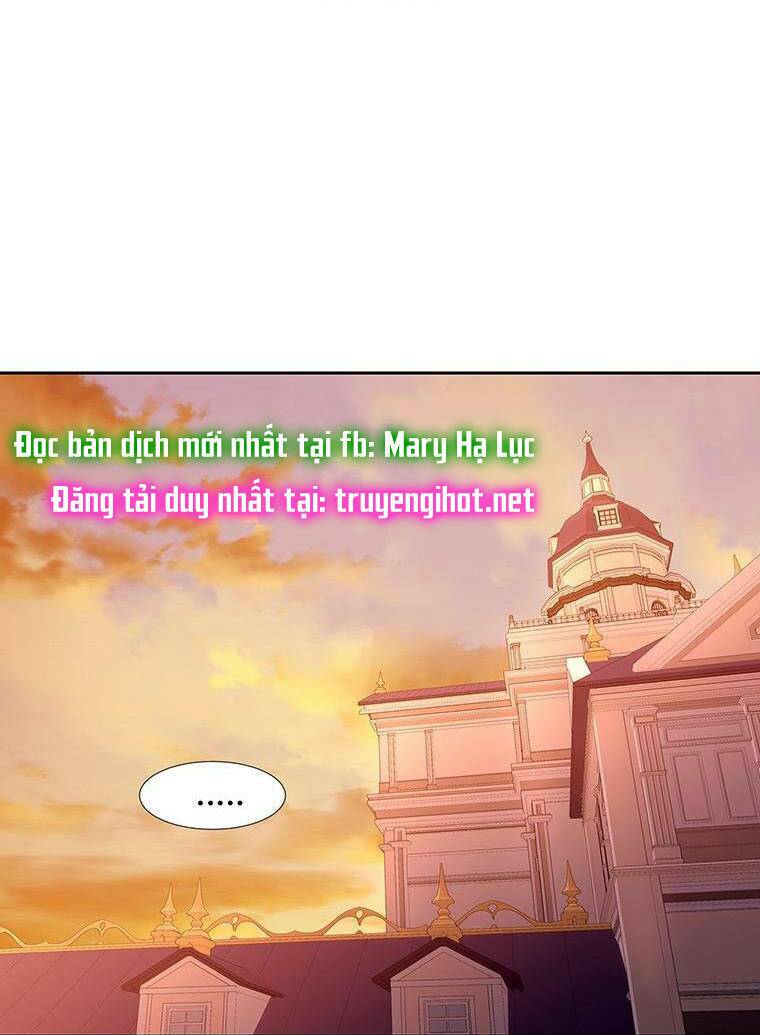 Đọc bản dịch mới nhất tại fb: Mary Hạ Lục
Đăng tải duy nhất tại: truyengihot.net
.....